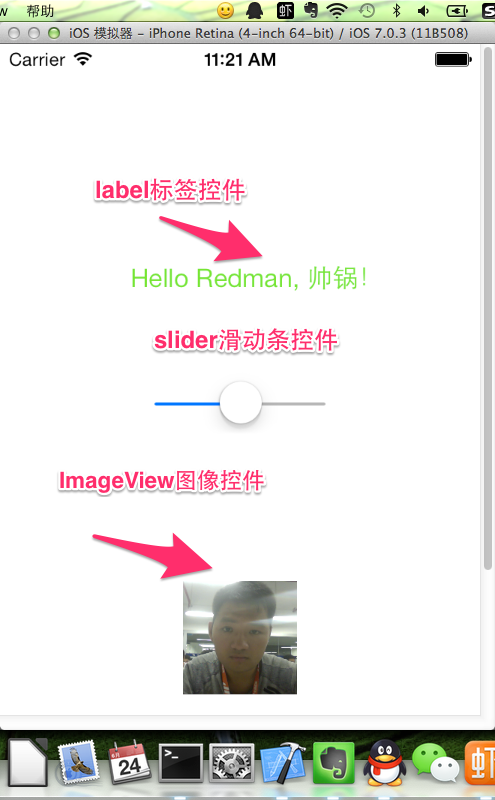 w 帮助
iOS 模拟器 - iPhone Retina (4-inch 64-bit) / iOS 7.0.3 (11B508)
Carrier 11:21 AM
label标签控件
Hello Redman, 帅锅!
slider滑动条控件
ImageView图像控件
24
虾